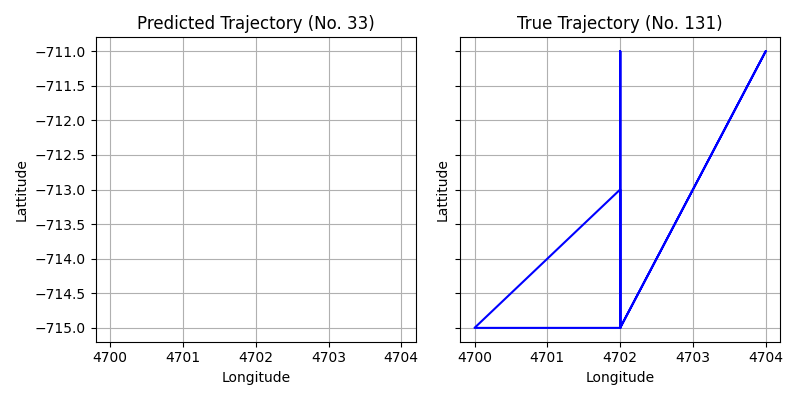 Predicted Trajectory (No. 33)
True Trajectory (No. 131)
−711.0
−711.5
−712.0
−712.5
−713.0
−713.5
−714.0
−714.5
−715.0
Lattitude
Lattitude
4700 4701 4702 4703 4704
4700 4701 4702 4703 4704
Longitude
Longitude